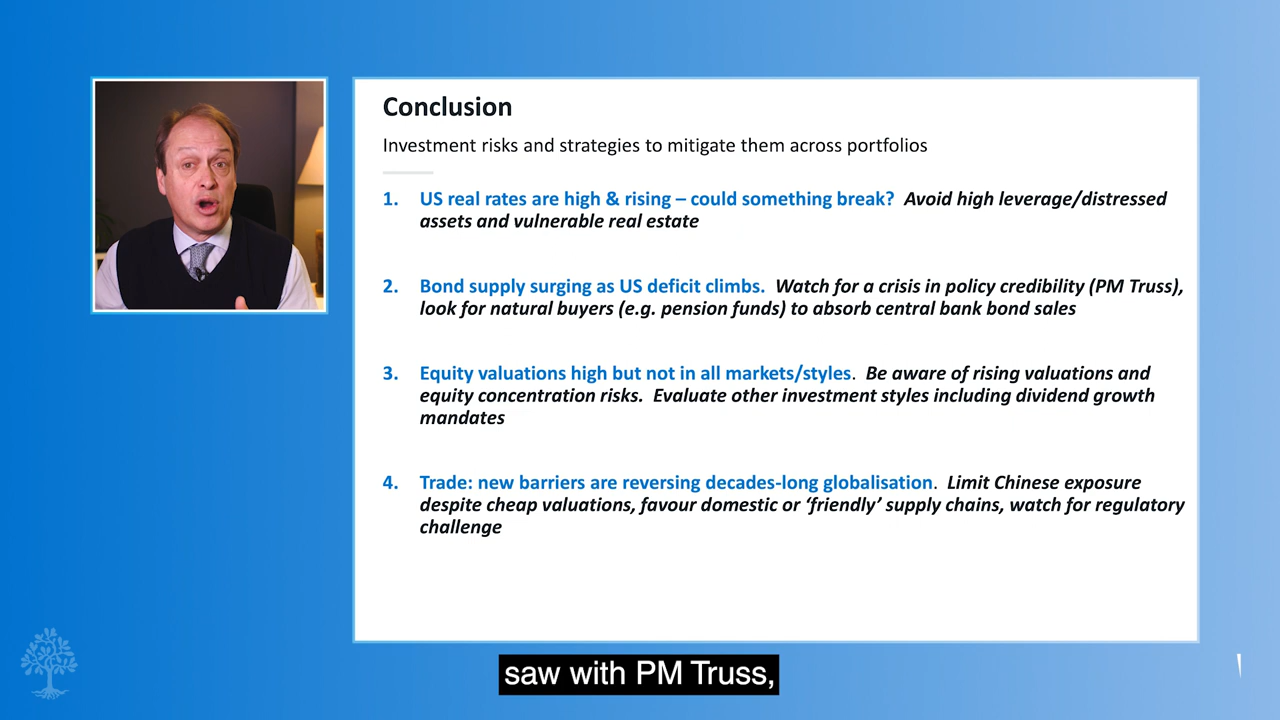 Conclusion
Investment risks and strategies to mitigate them across portfolios
1. US real rates are high & rising – could something break? Avoid high leverage/distressed
assets and vulnerable real estate
2. Bond supply surging as US deficit climbs. Watch for a crisis in policy credibility (PM Truss),
look for natural buyers (e.g. pension funds) to absorb central bank bond sales
3. Equity valuations high but not in all markets/styles. Be aware of rising valuations and
equity concentration risks. Evaluate other investment styles including dividend growth
mandates
4. Trade: new barriers are reversing decades-long globalisation. Limit Chinese exposure
despite cheap valuations, favour domestic or ‘friendly’ supply chains, watch for regulatory
challenge
saw with PM Truss,